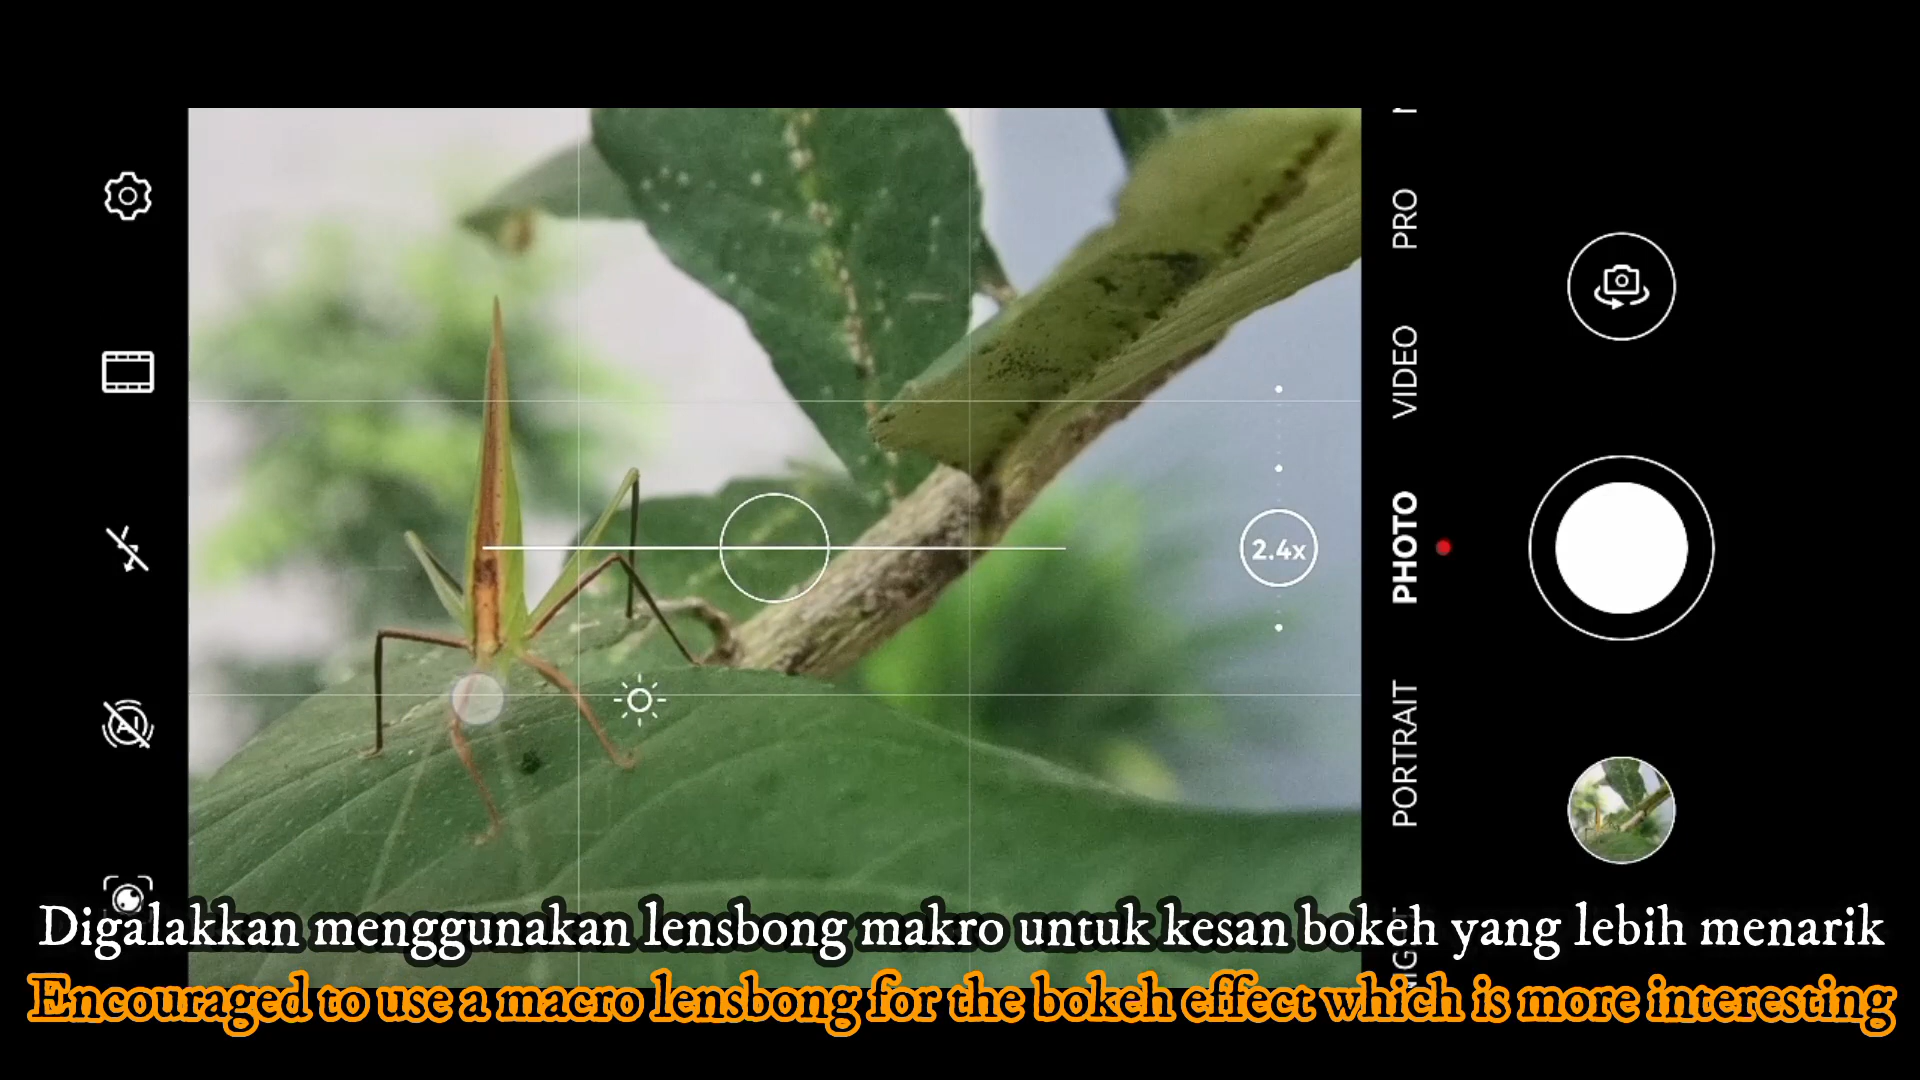 PRO
VIDEO
PHOTO
PORTRAIT
2.4x
AI
Digalakkan menggunakan lensbong makro untuk kesan bokeh yang lebih menarik
Encouraged to use a macro lensbong for the bokeh effect which is more interesting